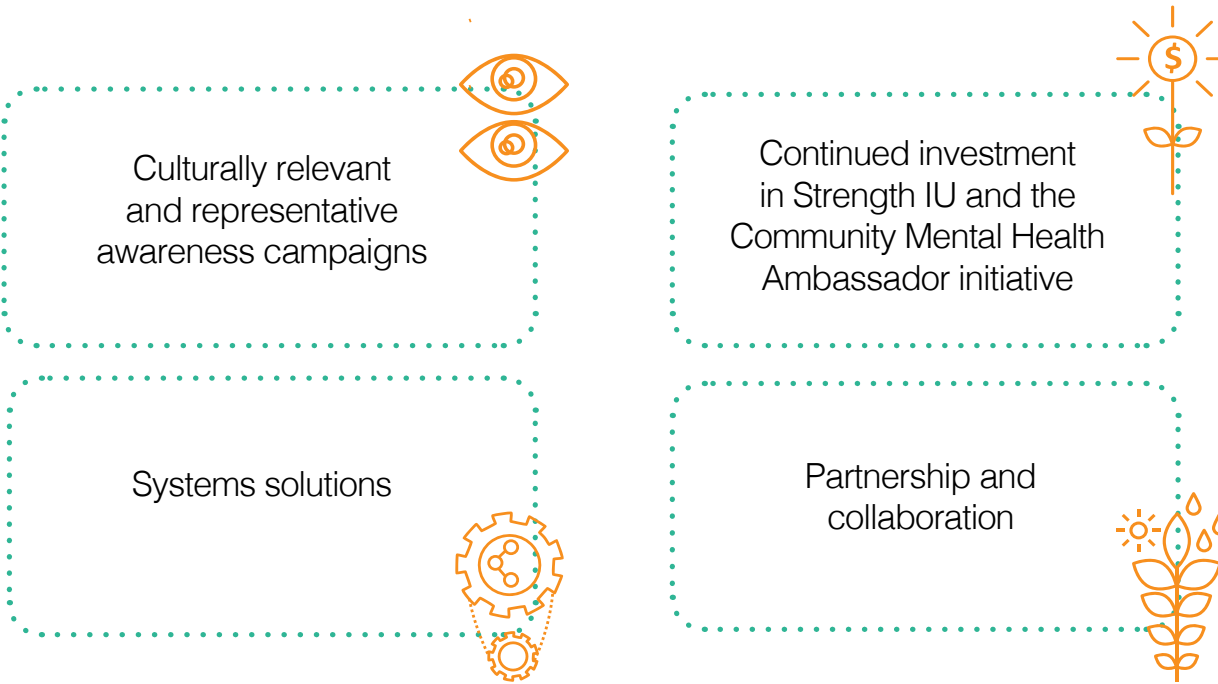 Culturally relevant
and representative
awareness campaigns
$
Continued investment
in Strength IU and the
Community Mental Health
Ambassador initiative
Systems solutions
Partnership and
collaboration